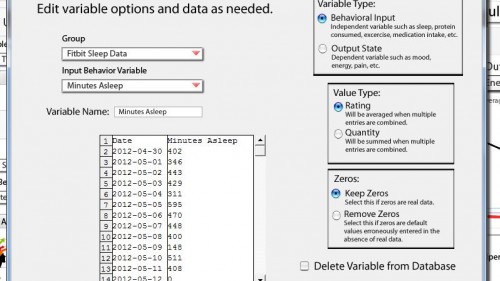 Edit variable options and data as needed.
Group
Fitbit Sleep Data
Input Behavior Variable
Minutes Asleep
Variable Name: Minutes Asleep
1 Date Minutes Asleep
2 2012-04-30 402
3 2012-05-01 346
4 2012-05-02 443
5 2012-05-03 429
6 2012-05-04 311
7 2012-05-05 595
8 2012-05-06 470
9 2012-05-07 448
10 2012-05-08 400
11 2012-05-09 148
12 2012-05-10 511
13 2012-05-11 408
14 2012-05-12 0
Variable Type:
Behavioral Input
Independent variable such as sleep, protein
consumed, excercise, medication intake, etc.
Output State
Dependent variable such as mood,
energy, pain, etc.
Value Type:
Rating
Will be averaged when multiple
entries are combined.
Quantity
Will be summed when multiple
entries are combined.
Zeros:
Keep Zeros
Select this if zeros are real data.
Remove Zeros
Select this if zeros are default
values erroneously entered in the
absence of real data.
Delete Variable from Database